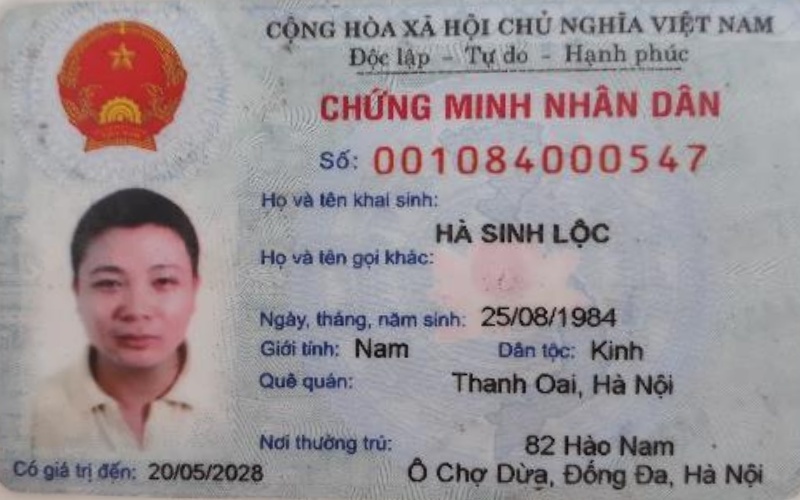 CỘNG HÒA XÃ HỘI CHỦ NGHĨA VIỆT NAM
Độc lập - Tự do - Hạnh phúc
CHỨNG MINH NHÂN DÂN
Số: 001084000547
Họ và tên khai sinh:
HÀ SINH LỘC
Họ và tên gọi khác:
Ngày, tháng, năm sinh: 25/08/1984
Giới tính: Nam Dân tộc: Kinh
Quê quán: Thanh Oai, Hà Nội
Nơi thường trú: 82 Hào Nam
Có giá trị đến: 20/05/2028 Ô Chợ Dừa, Đống Đa, Hà Nội